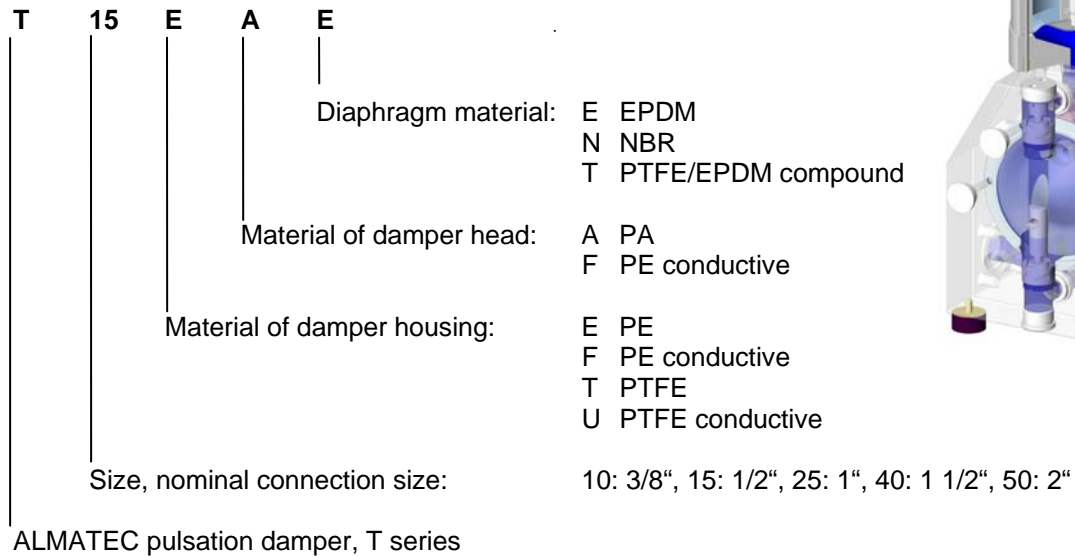 T 15 E A E
Diaphragm material: E EPDM
N NBR
T PTFE/EPDM compound
Material of damper head: A PA
F PE conductive
Material of damper housing: E PE
F PE conductive
T PTFE
U PTFE conductive
Size, nominal connection size: 10: 3/8“, 15: 1/2“, 25: 1“, 40: 1 1/2“, 50: 2“
ALMATEC pulsation damper, T series